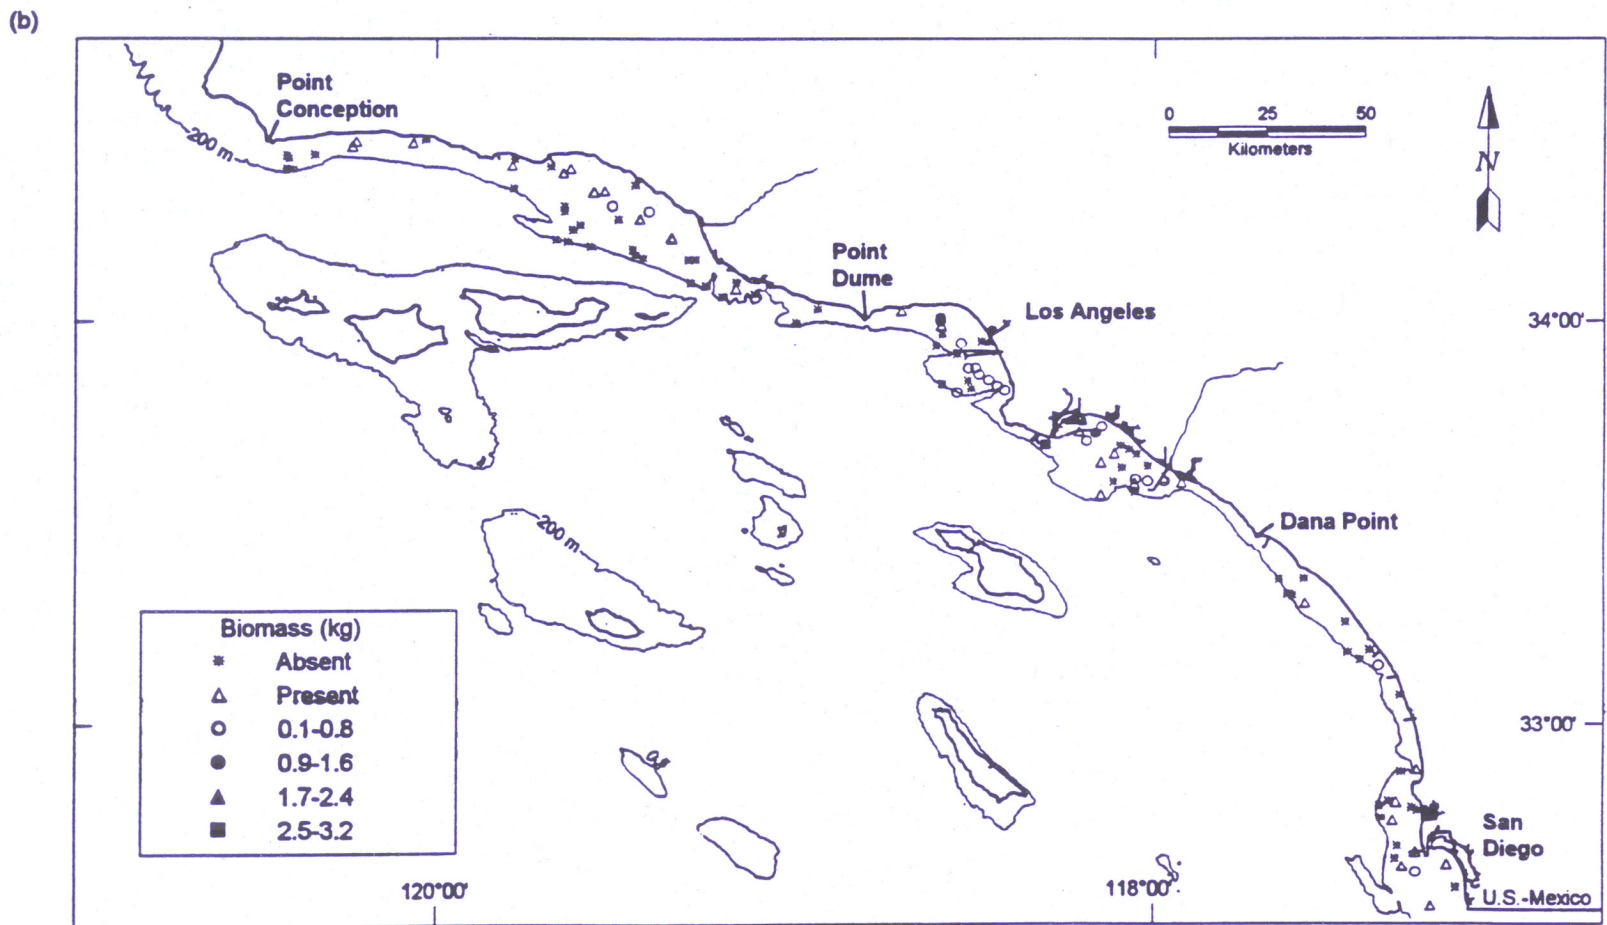 (b)
Point
Conception
200 m
0 25 50
Kilometers
N
Point
Dume
Los Angeles
34°00'
200 m
Dana Point
Biomass (kg)
Absent
Present
0.1-0.8
0.9-1.6
1.7-2.4
2.5-3.2
33°00'
San
Diego
U.S.-Mexico
120°00'
118°00'